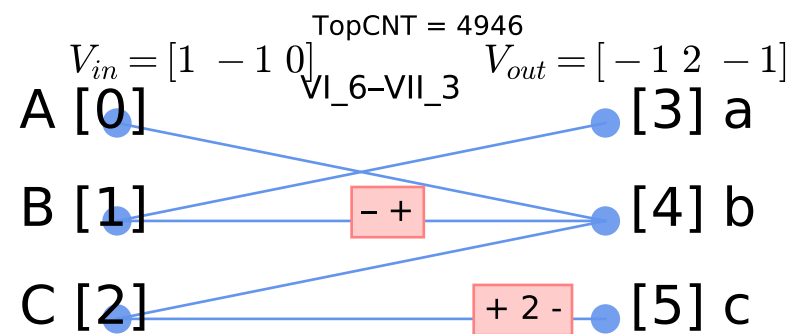 TopCNT = 4946
V_in = [1 −1 0] V_out = [−1 2 −1]
VI_6–VII_3
A [0] [3] a
B [1] – + [4] b
C [2] + 2 - [5] c